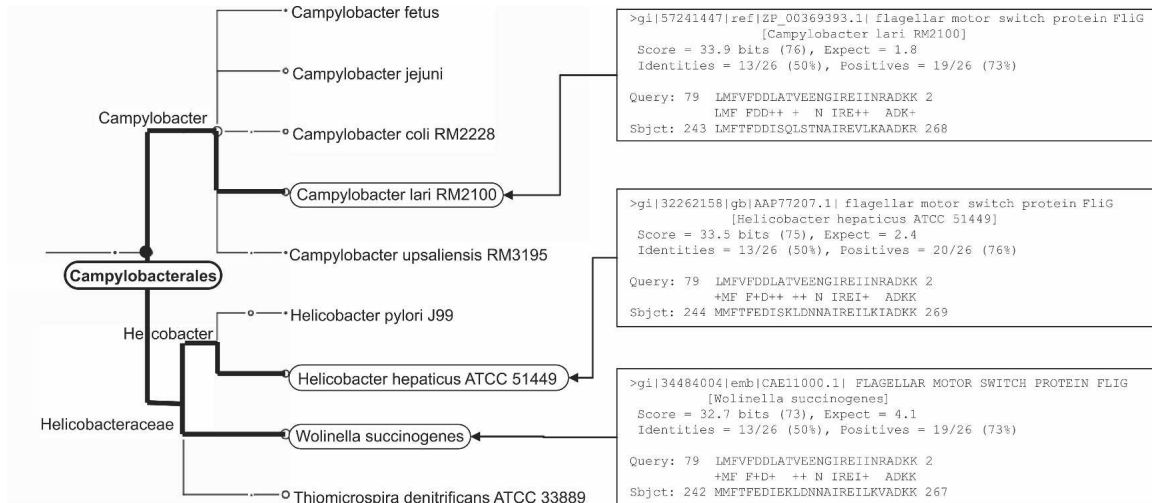 Campylobacter fetus
Campylobacter jejuni
Campylobacter
Campylobacter coli RM2228
Campylobacter lari RM2100
Campylobacter upsaliensis RM3195
Campylobacterales
Helicobacter pylori J99
Helicobacter
Helicobacter hepaticus ATCC 51449
Helicobacteraceae
Wolinella succinogenes
Thiomicrospira denitrificans ATCC 33889
>gi|57241447|ref|ZP_00369393.1| flagellar motor switch protein FliG
[Campylobacter lari RM2100]
Score = 33.9 bits (76), Expect = 1.8
Identities = 13/26 (50%), Positives = 19/26 (73%)
Query: 79 LMFVFDDLATVEENGIREIINRADKK 2
LMF FDD++ + N IRE++ ADK+
Sbjct: 243 LMFTFDDISQLSTNAIREVLKAADKR 268
>gi|32262158|gb|AAP77207.1| flagellar motor switch protein FliG
[Helicobacter hepaticus ATCC 51449]
Score = 33.5 bits (75), Expect = 2.4
Identities = 13/26 (50%), Positives = 20/26 (76%)
Query: 79 LMFVFDDLATVEENGIREIINRADKK 2
+MF F+D++ ++ N IREI+ ADKK
Sbjct: 244 MMFTFEDISKLDNNAIREILKIADKK 269
>gi|34484004|emb|CAE11000.1| FLAGELLAR MOTOR SWITCH PROTEIN FLIG
[Wolinella succinogenes]
Score = 32.7 bits (73), Expect = 4.1
Identities = 13/26 (50%), Positives = 19/26 (73%)
Query: 79 LMFVFDDLATVEENGIREIINRADKK 2
+MF F+D+ ++ N IREI+ ADKK
Sbjct: 242 MMFTFEDIEKLDNNAIREILKVADKK 267